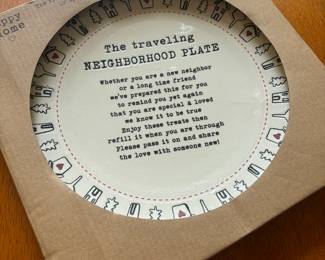 Home
The traveling
NEIGHBORHOOD PLATE
Whether you are a new neighbor
or a long time friend
we've prepared this for you
to remind you yet again
that you are special & loved
we know it to be true
Enjoy these treats then
refill it when you are through
Please pass it on and share
the love with someone new!